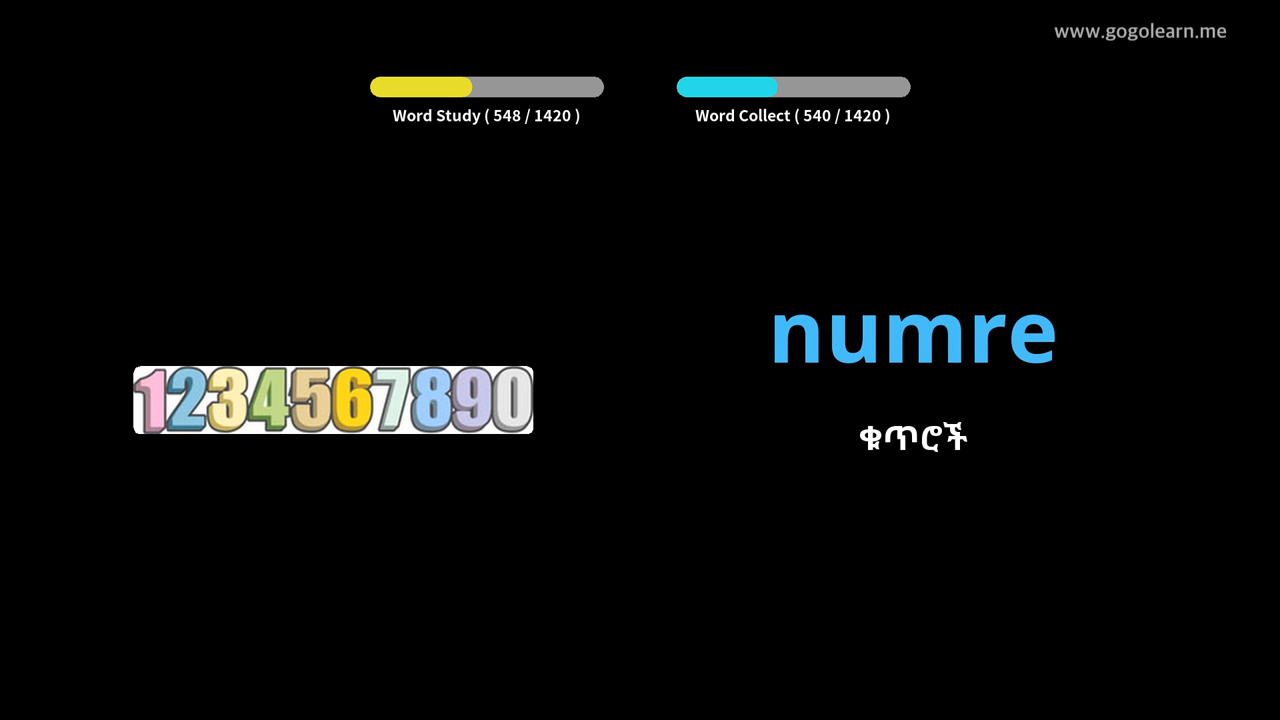 www.gogolearn.me
Word Study ( 548 / 1420 )
Word Collect ( 540 / 1420 )
1234567890
numre
ቁጥሮች